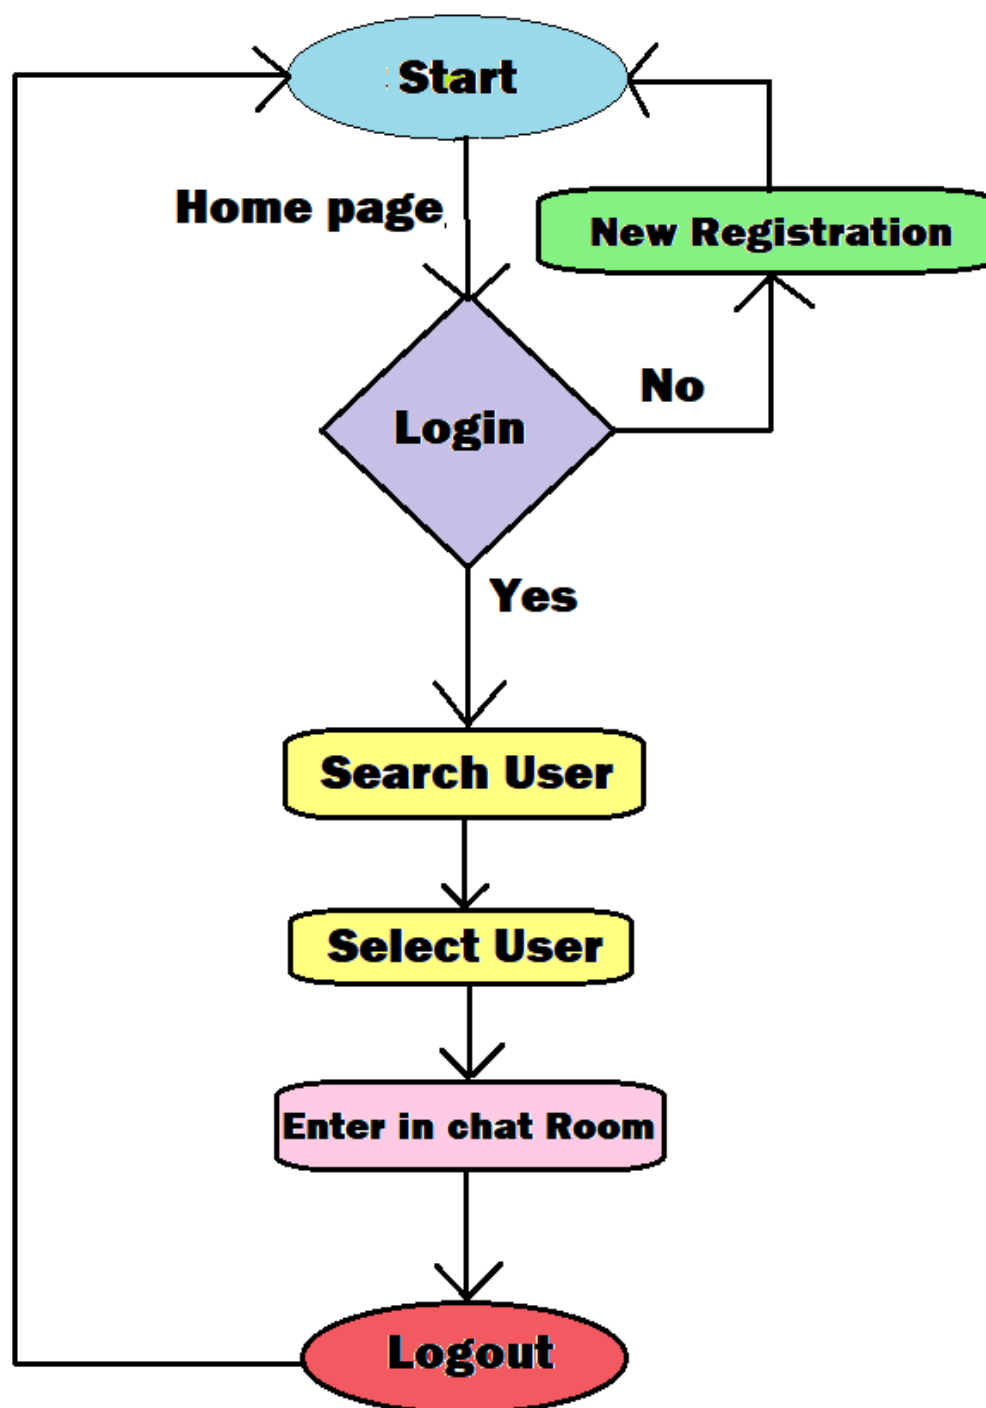 Start
Home page
New Registration
No
Login
Yes
Search User
Select User
Enter in chat Room
Logout